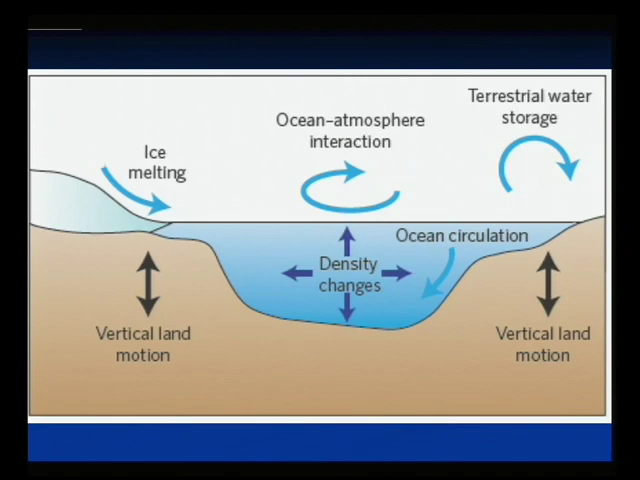 Terrestrial water
storage
Ocean–atmosphere
interaction
Ice
melting
Ocean circulation
Density
changes
Vertical land
motion
Vertical land
motion